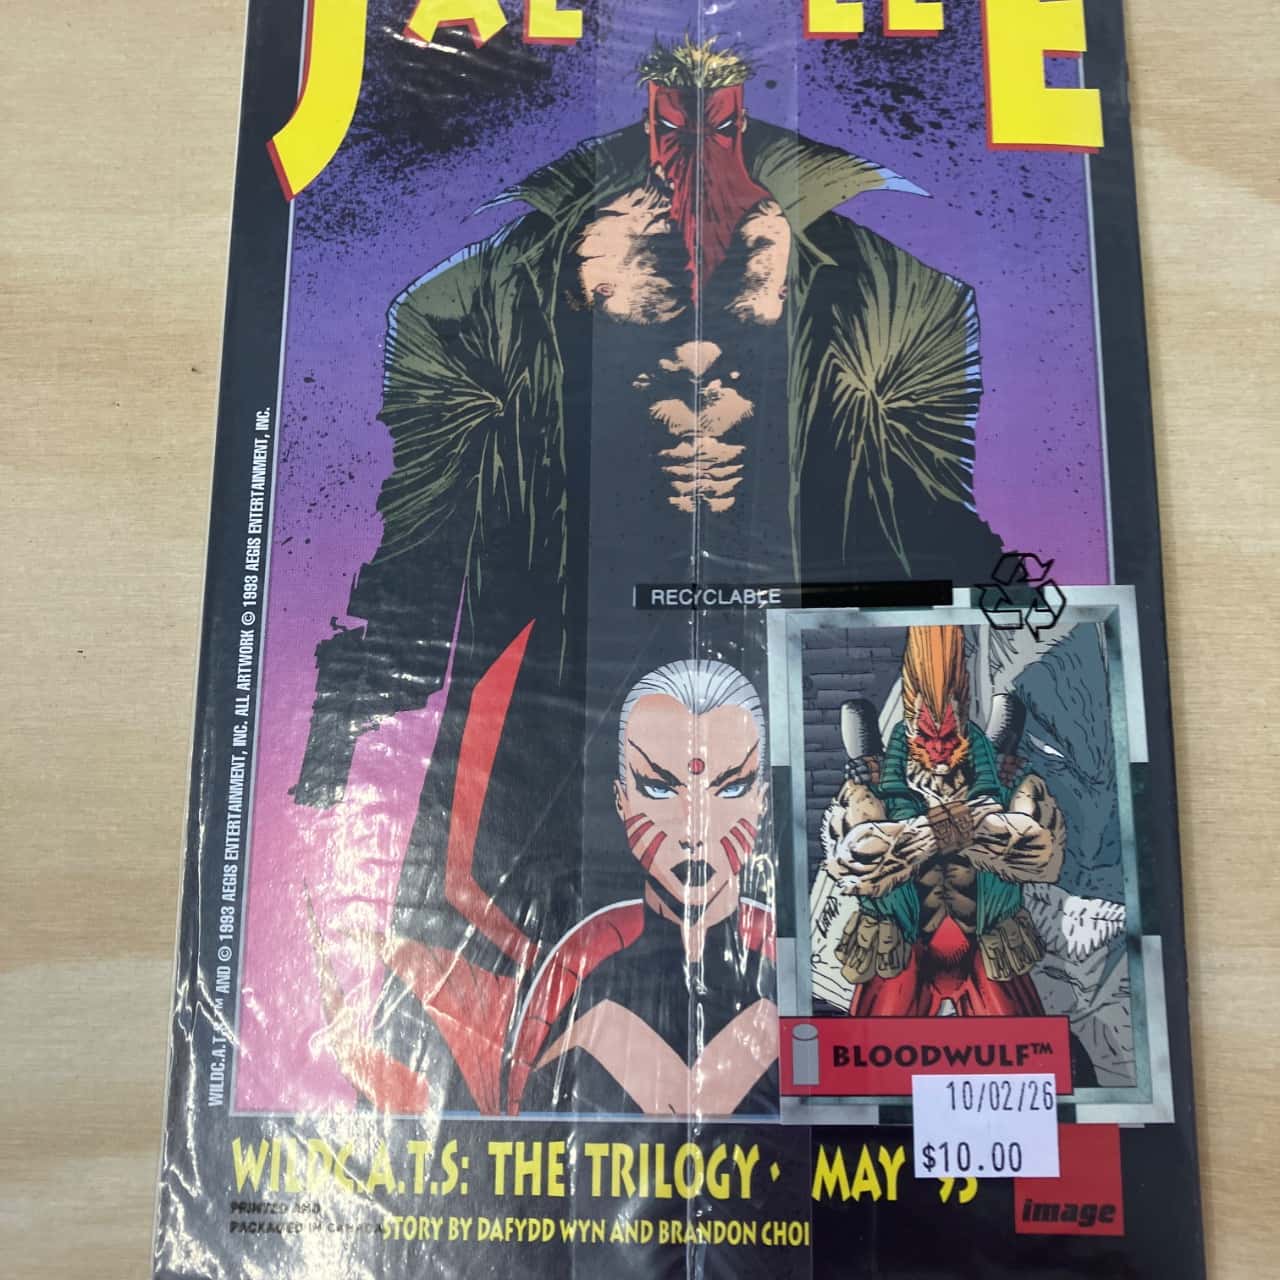 JAE LEE
WILDC.A.T.S™ AND © 1993 AEGIS ENTERTAINMENT, INC. ALL ARTWORK © 1993 AEGIS ENTERTAINMENT, INC.
RECYCLABLE
BLOODWULF™
10/02/26
$10.00
WILDC.A.T.S: THE TRILOGY · MAY '93
PRINTED AND
PACKAGED IN CANADA
STORY BY DAFYDD WYN AND BRANDON CHOI
image